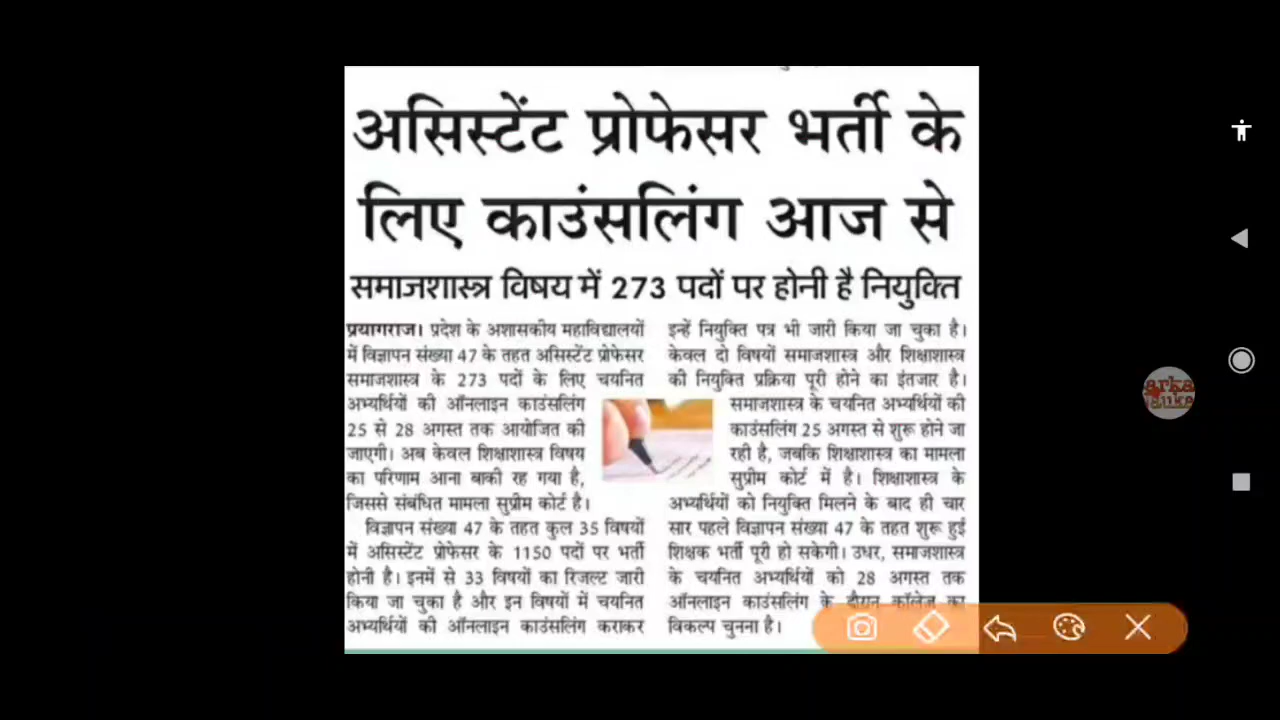 असिस्टेंट प्रोफेसर भर्ती के
लिए काउंसलिंग आज से
समाजशास्त्र विषय में 273 पदों पर होनी है नियुक्ति
प्रयागराज। प्रदेश के अशासकीय महाविद्यालयों
में विज्ञापन संख्या 47 के तहत असिस्टेंट प्रोफेसर
समाजशास्त्र के 273 पदों के लिए चयनित
अभ्यर्थियों की ऑनलाइन काउंसलिंग
25 से 28 अगस्त तक आयोजित की
जाएगी। अब केवल शिक्षाशास्त्र विषय
का परिणाम आना बाकी रह गया है,
जिससे संबंधित मामला सुप्रीम कोर्ट है।
विज्ञापन संख्या 47 के तहत कुल 35 विषयों
में असिस्टेंट प्रोफेसर के 1150 पदों पर भर्ती
होनी है। इनमें से 33 विषयों का रिजल्ट जारी
किया जा चुका है और इन विषयों में चयनित
अभ्यर्थियों की ऑनलाइन काउंसलिंग कराकर
इन्हें नियुक्ति पत्र भी जारी किया जा चुका है।
केवल दो विषयों समाजशास्त्र और शिक्षाशास्त्र
की नियुक्ति प्रक्रिया पूरी होने का इंतजार है।
समाजशास्त्र के चयनित अभ्यर्थियों की
काउंसलिंग 25 अगस्त से शुरू होने जा
रही है, जबकि शिक्षाशास्त्र का मामला
सुप्रीम कोर्ट में है। शिक्षाशास्त्र के
अभ्यर्थियों को नियुक्ति मिलने के बाद ही चार
सार पहले विज्ञापन संख्या 47 के तहत शुरू हुई
शिक्षक भर्ती पूरी हो सकेगी। उधर, समाजशास्त्र
के चयनित अभ्यर्थियों को 28 अगस्त तक
ऑनलाइन काउंसलिंग के दौरान कॉलेज का
विकल्प चुनना है।